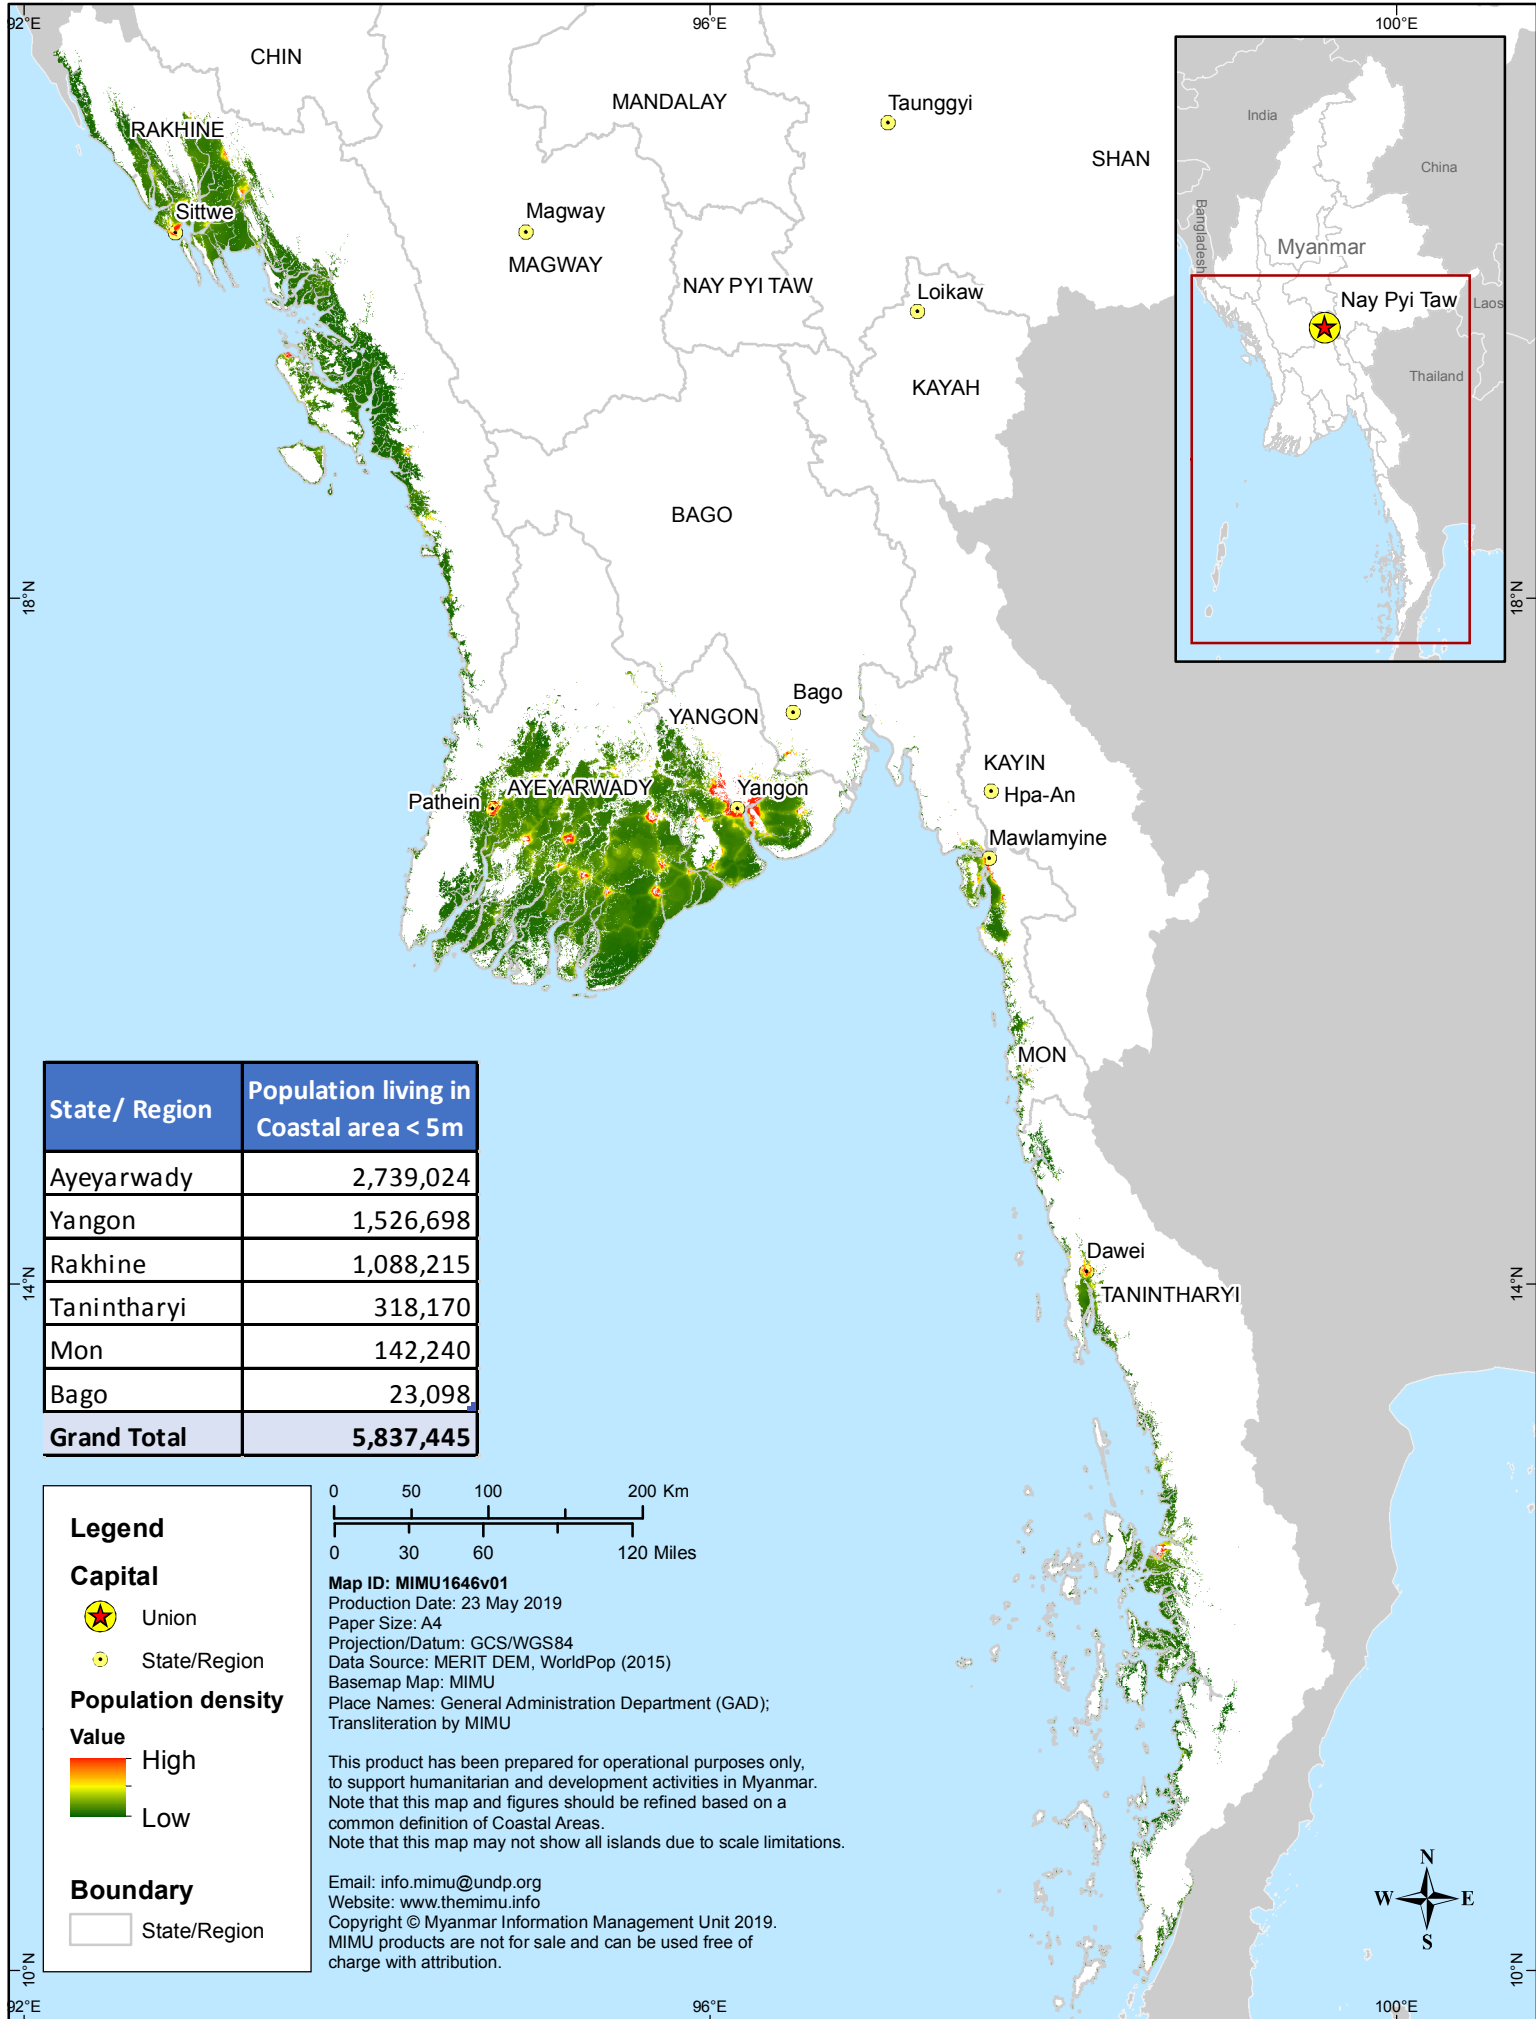 92°E
96°E
100°E
CHIN
MANDALAY
Taunggyi
RAKHINE
SHAN
Sittwe
Magway
MAGWAY
NAY PYI TAW
Loikaw
KAYAH
India
China
Bangladesh
Myanmar
Nay Pyi Taw
Laos
Thailand
BAGO
18°N
18°N
Bago
YANGON
KAYIN
Hpa-An
Pathein
AYEYARWADY
Yangon
Mawlamyine
MON
State/ Region
Population living in
Coastal area < 5m
Ayeyarwady 2,739,024
Yangon 1,526,698
Rakhine 1,088,215
Tanintharyi 318,170
Mon 142,240
Bago 23,098
Grand Total 5,837,445
Dawei
TANINTHARYI
14°N
14°N
Legend
Capital
Union
State/Region
Population density
Value
High
Low
Boundary
State/Region
0 50 100 200 Km
0 30 60 120 Miles
Map ID: MIMU1646v01
Production Date: 23 May 2019
Paper Size: A4
Projection/Datum: GCS/WGS84
Data Source: MERIT DEM, WorldPop (2015)
Basemap Map: MIMU
Place Names: General Administration Department (GAD);
Transliteration by MIMU
This product has been prepared for operational purposes only,
to support humanitarian and development activities in Myanmar.
Note that this map and figures should be refined based on a
common definition of Coastal Areas.
Note that this map may not show all islands due to scale limitations.
Email: info.mimu@undp.org
Website: www.themimu.info
Copyright © Myanmar Information Management Unit 2019.
MIMU products are not for sale and can be used free of
charge with attribution.
N
W E
S
10°N
10°N
92°E
96°E
100°E